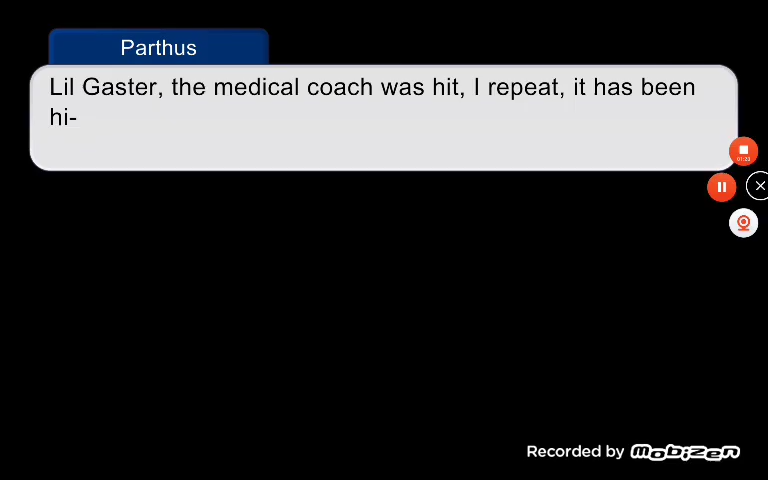 Parthus
Lil Gaster, the medical coach was hit, I repeat, it has been
hi-
Recorded by mobizen